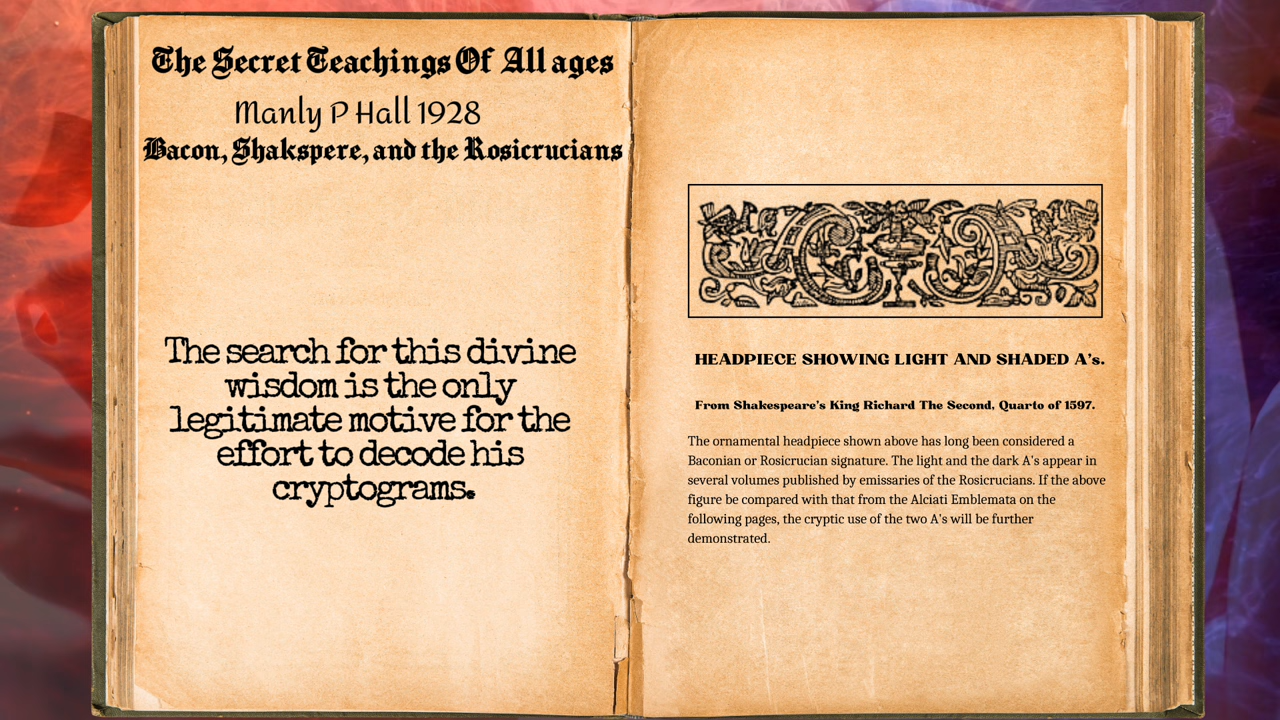 The Secret Teachings Of All ages
Manly P Hall 1928
Bacon, Shakspere, and the Rosicrucians
The search for this divine
wisdom is the only
legitimate motive for the
effort to decode his
cryptograms.
HEADPIECE SHOWING LIGHT AND SHADED A's.
From Shakespeare's King Richard The Second, Quarto of 1597.
The ornamental headpiece shown above has long been considered a
Baconian or Rosicrucian signature. The light and the dark A's appear in
several volumes published by emissaries of the Rosicrucians. If the above
figure be compared with that from the Alciati Emblemata on the
following pages, the cryptic use of the two A's will be further
demonstrated.